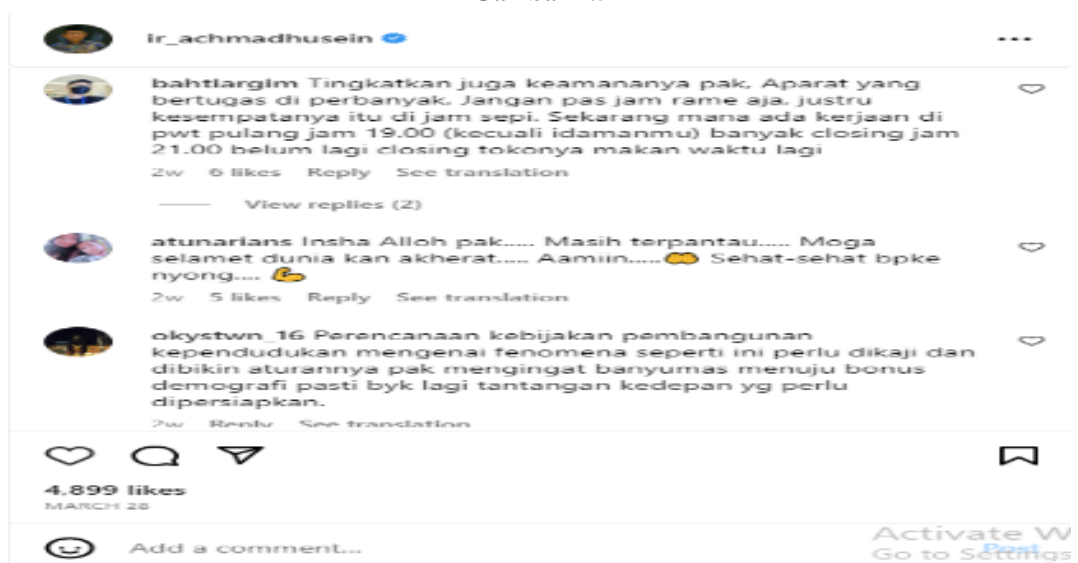 ir_achmadhusein
bahtiarglm Tingkatkan juga keamananya pak, Aparat yang
bertugas di perbanyak. Jangan pas jam rame aja, justru
kesempatanya itu di jam sepi. Sekarang mana ada kerjaan di
pwt pulang jam 19.00 (kecuali idamanmu) banyak closing jam
21.00 belum lagi closing tokonya makan waktu lagi
2w 6 likes Reply See translation
View replies (2)
atunarians Insha Alloh pak..... Masih terpantau..... Moga
selamet dunia kan akherat..... Aamiin..... Sehat-sehat bpke
nyong....
2w 5 likes Reply See translation
okystwn_16 Perencanaan kebijakan pembangunan
kependudukan mengenai fenomena seperti ini perlu dikaji dan
dibikin aturannya pak mengingat banyumas menuju bonus
demografi pasti byk lagi tantangan kedepan yg perlu
dipersiapkan.
2w Reply See translation
4.899 likes
MARCH 28
Add a comment...
Post
Activate W
Go to Settings